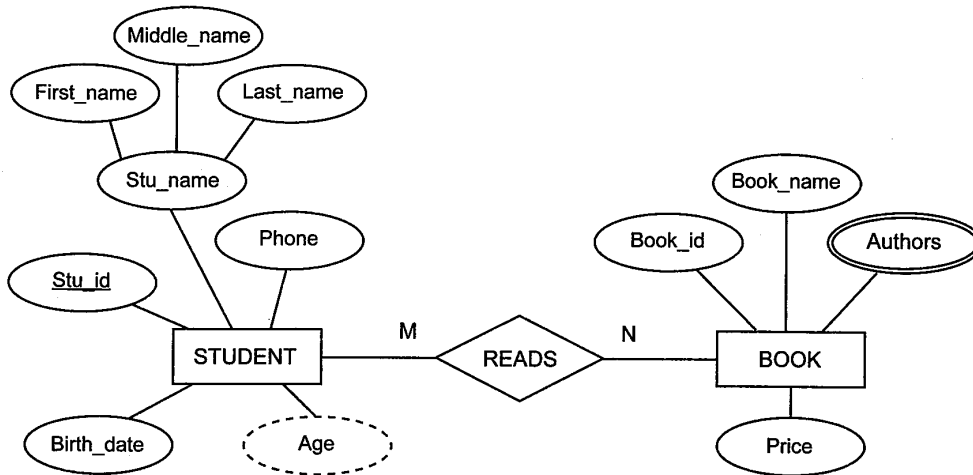 Middle_name
First_name
Last_name
Stu_name
Book_name
Phone
Book_id
Authors
Stu_id
M
N
STUDENT
READS
BOOK
Birth_date
Age
Price